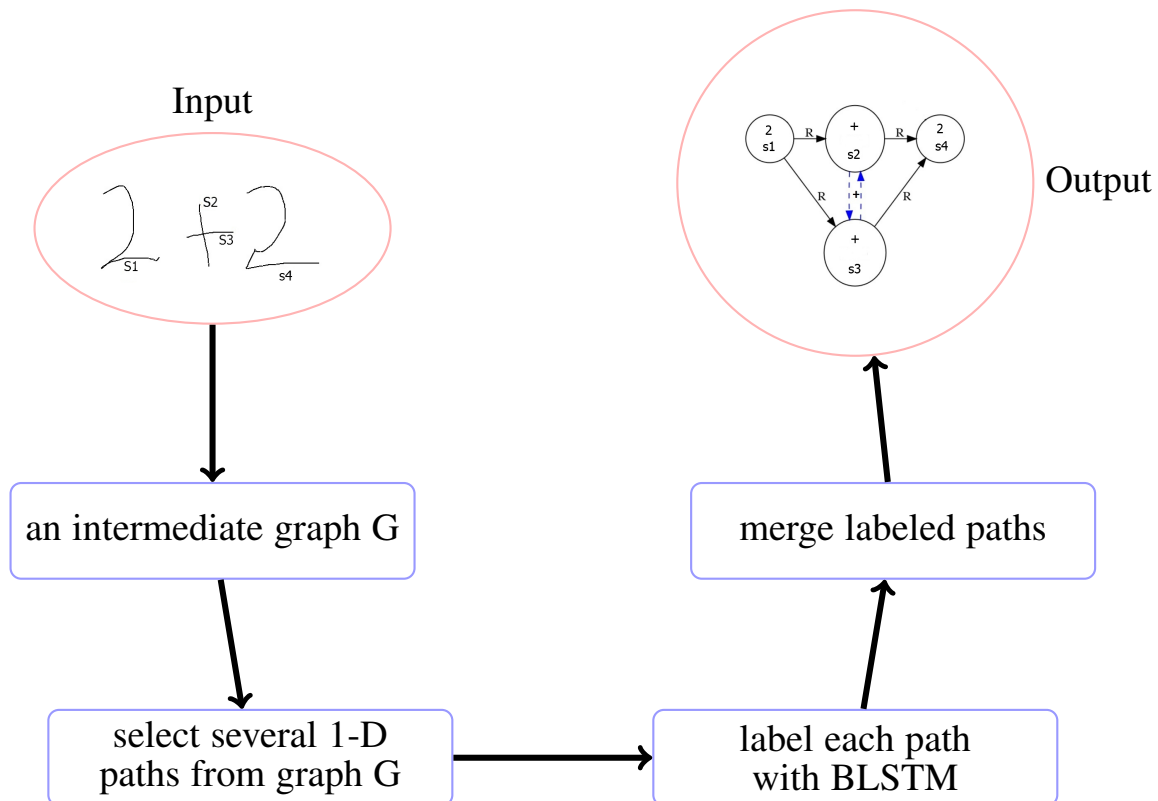 Input
2 + 2
S1
S2
S3
s4
an intermediate graph G
select several 1-D
paths from graph G
label each path
with BLSTM
merge labeled paths
Output
2
s1
R
+
s2
R
2
s4
R
+
R
+
s3